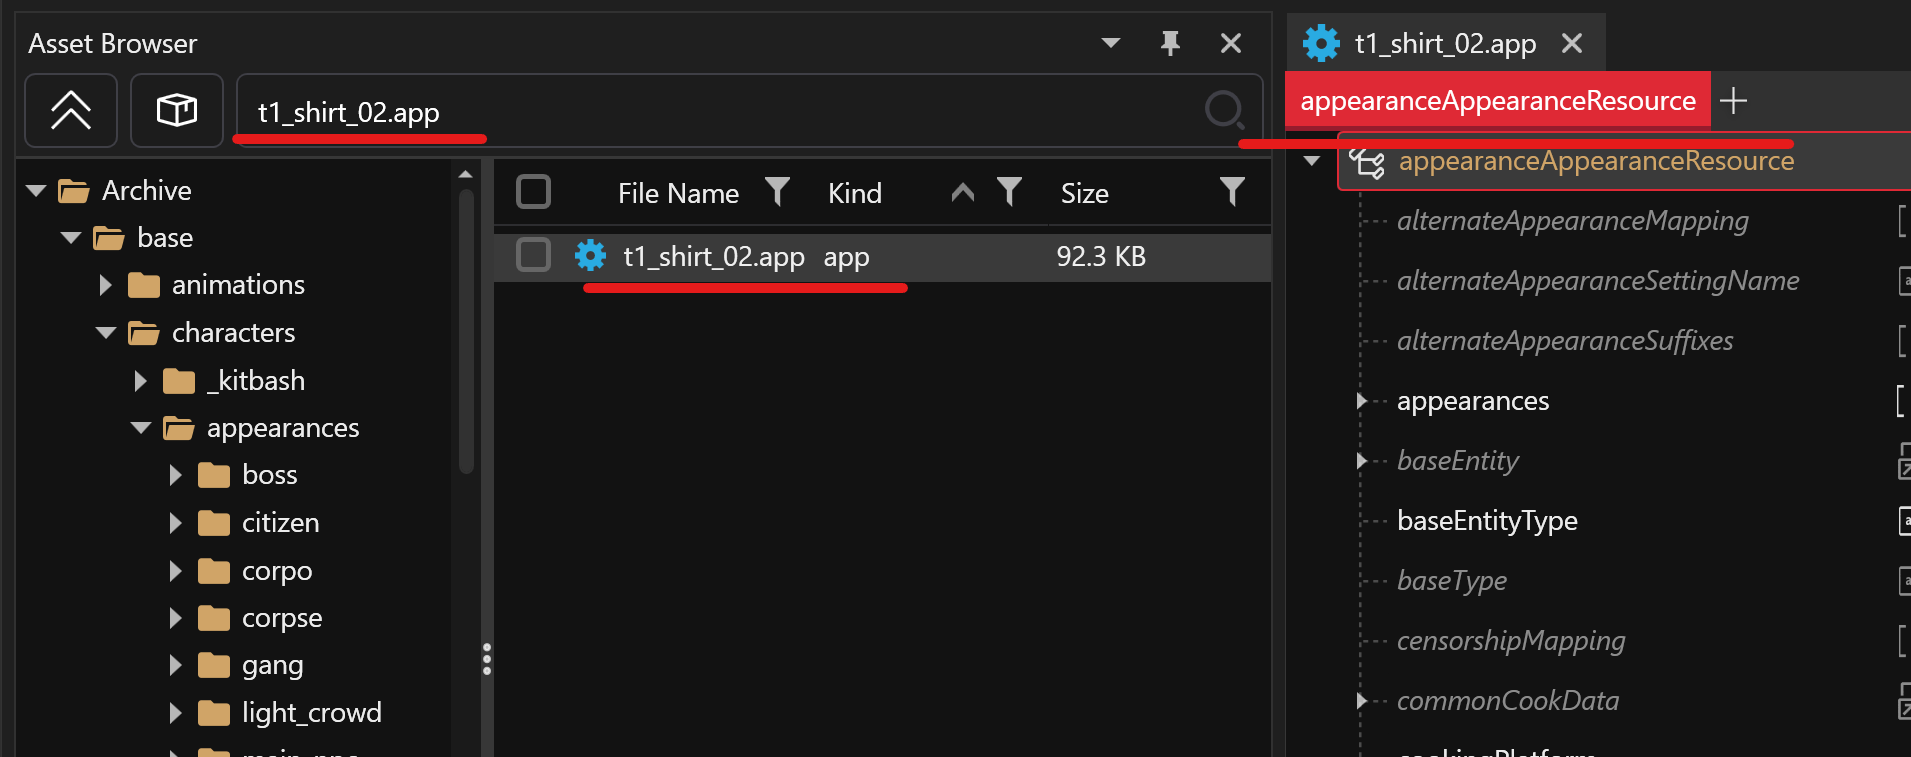 Asset Browser
t1_shirt_02.app
Archive
base
animations
characters
_kitbash
appearances
boss
citizen
corpo
corpse
gang
light_crowd
File Name Kind Size
t1_shirt_02.app app 92.3 KB
t1_shirt_02.app
appearanceAppearanceResource
appearanceAppearanceResource
alternateAppearanceMapping
alternateAppearanceSettingName
alternateAppearanceSuffixes
appearances
baseEntity
baseEntityType
baseType
censorshipMapping
commonCookData
cookingPlatform